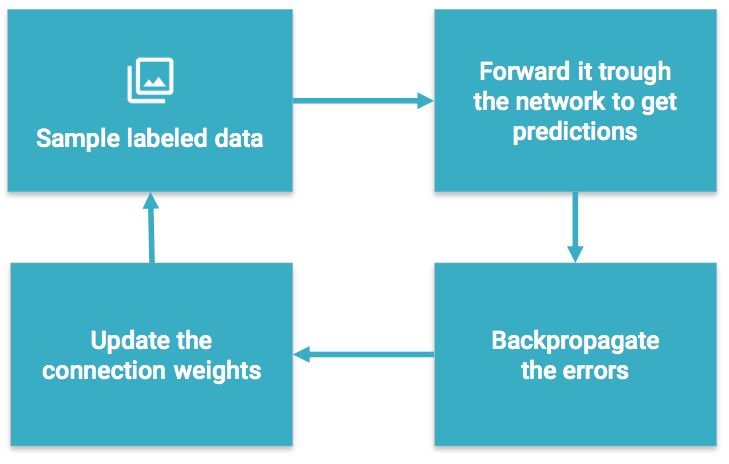 Sample labeled data
Forward it trough
the network to get
predictions
Backpropagate
the errors
Update the
connection weights